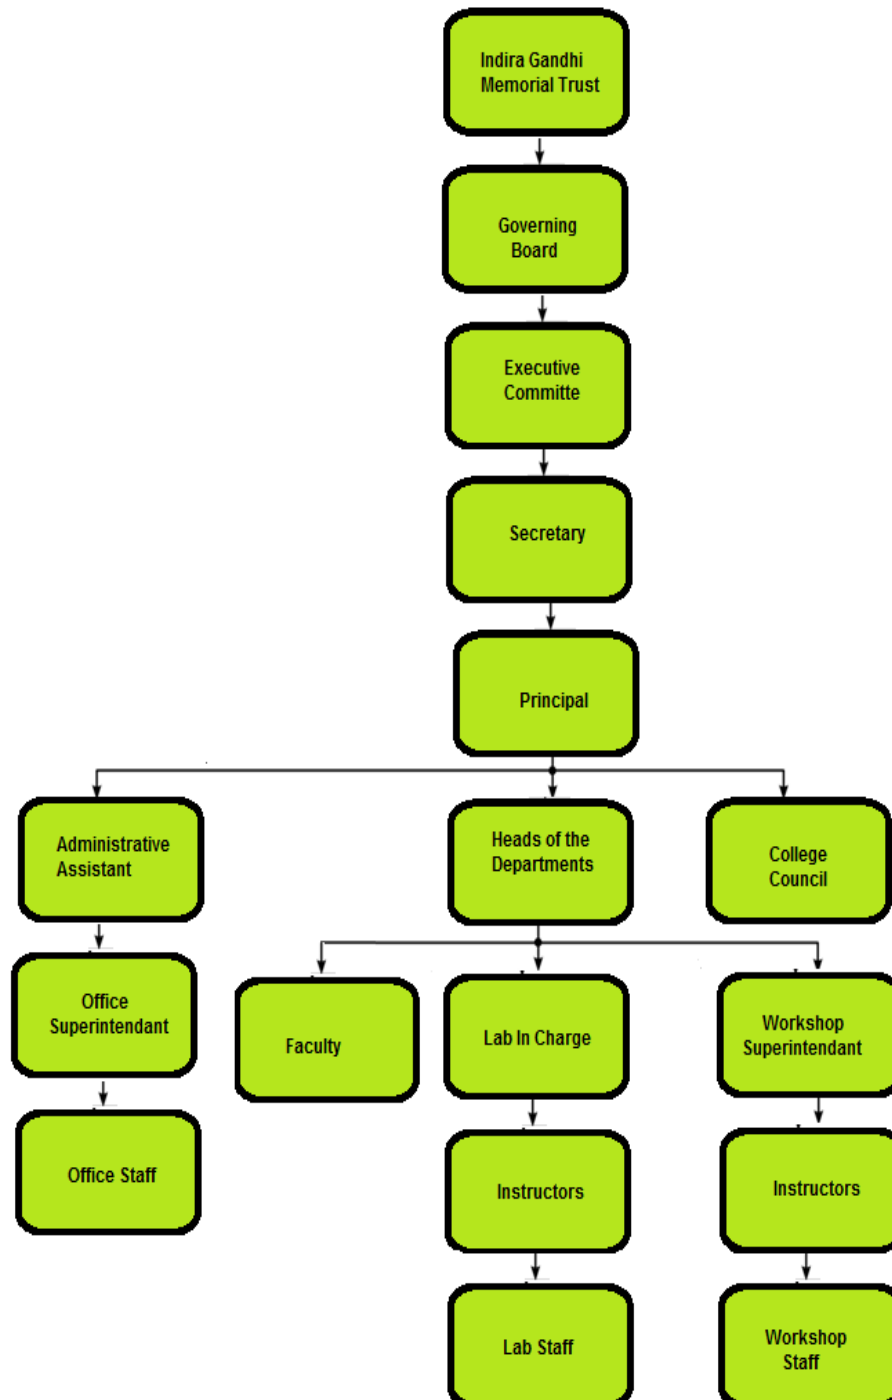 Indira Gandhi
Memorial Trust
Governing
Board
Executive
Committe
Secretary
Principal
Administrative
Assistant
Heads of the
Departments
College
Council
Office
Superintendant
Faculty
Lab In Charge
Workshop
Superintendant
Office Staff
Instructors
Instructors
Lab Staff
Workshop
Staff